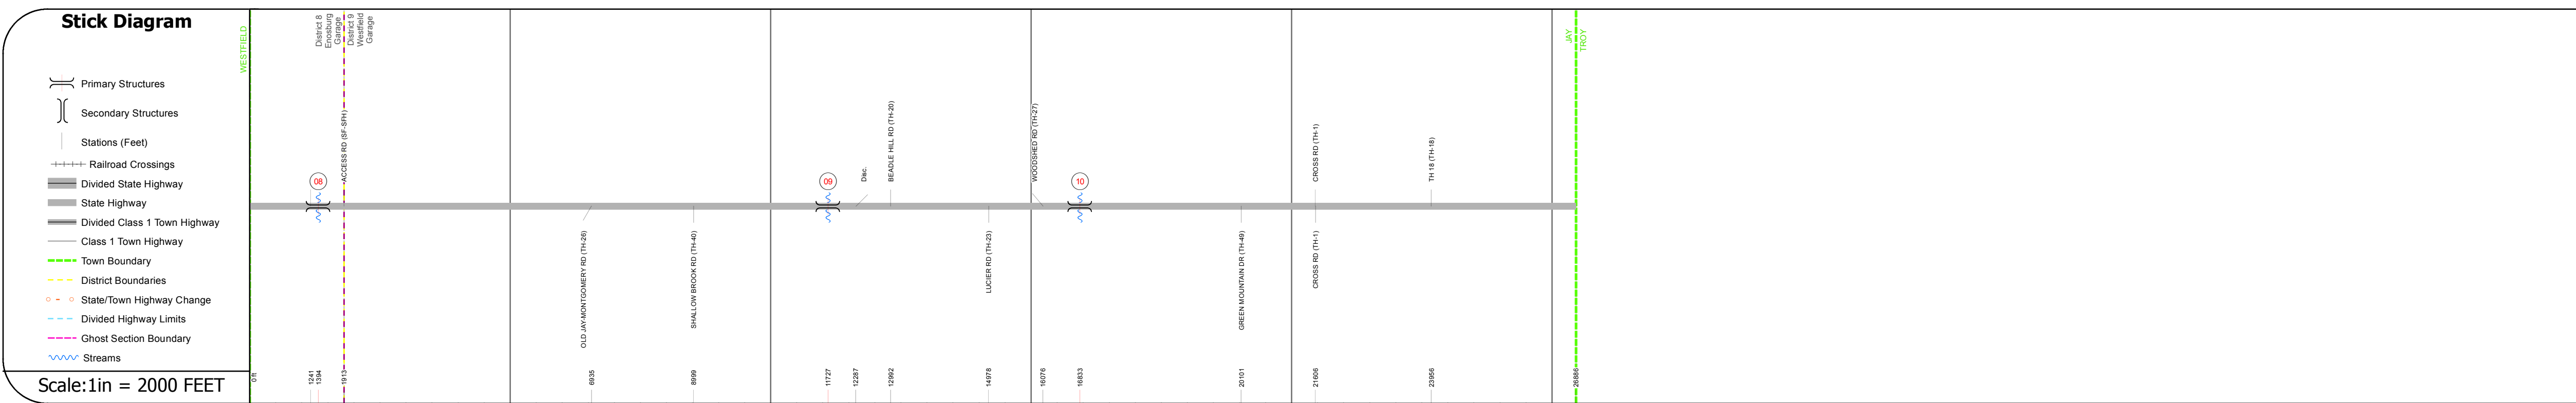 Stick Diagram
Primary Structures
Secondary Structures
Stations (Feet)
Railroad Crossings
Divided State Highway
State Highway
Divided Class 1 Town Highway
Class 1 Town Highway
Town Boundary
District Boundaries
State/Town Highway Change
Divided Highway Limits
Ghost Section Boundary
Streams
Scale:1in = 2000 FEET
WESTFIELD
District 8
Enosburg
Garage
District 9
Westfield
Garage
ACCESS RD (SF-SFH)
08
OLD JAY-MONTGOMERY RD (TH-26)
SHALLOW BROOK RD (TH-40)
09
Disc.
BEADLE HILL RD (TH-20)
LUCIER RD (TH-23)
WOODSHED RD (TH-27)
10
GREEN MOUNTAIN DR (TH-49)
CROSS RD (TH-1)
CROSS RD (TH-1)
TH 18 (TH-18)
JAY
TROY
0 ft
1241
1394
1913
6935
8999
11727
12287
12992
14978
16076
16833
20101
21606
23956
26886